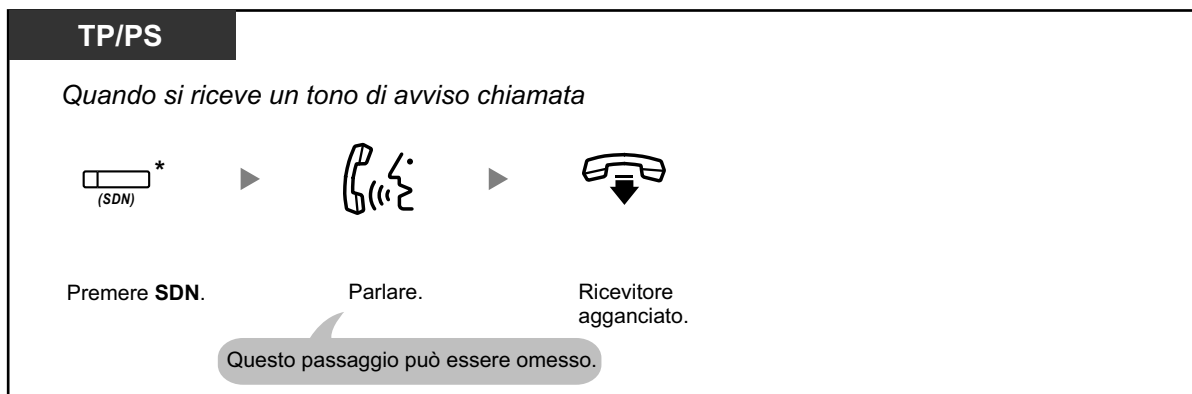 TP/PS
Quando si riceve un tono di avviso chiamata
*
(SDN)
Premere SDN.
Parlare.
Ricevitore
agganciato.
Questo passaggio può essere omesso.